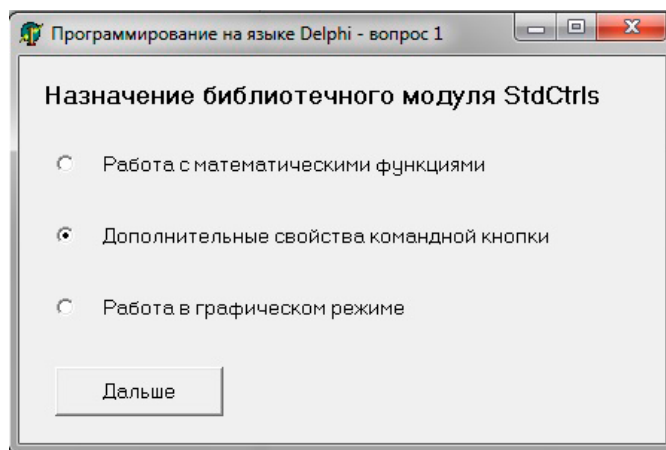 Программирование на языке Delphi - вопрос 1
Назначение библиотечного модуля StdCtrls
Работа с математическими функциями
Дополнительные свойства командной кнопки
Работа в графическом режиме
Дальше